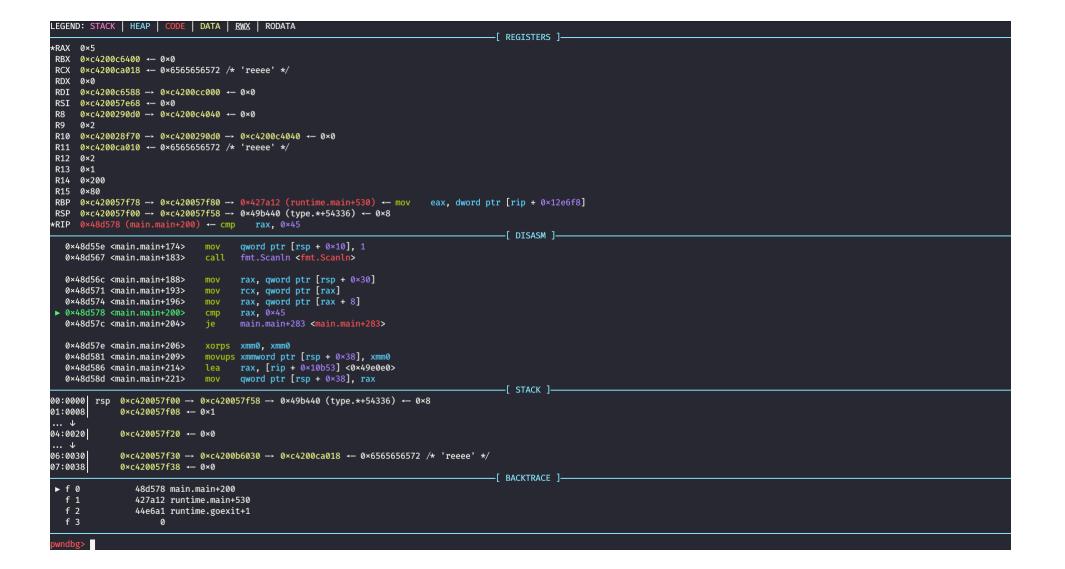 LEGEND: STACK | HEAP | CODE | DATA | RWX | RODATA
[ REGISTERS ]
*RAX 0×5
RBX 0×c4200c6400 ← 0×0
RCX 0×c4200ca018 ← 0×6565656572 /* 'reeee' */
RDX 0×0
RDI 0×c4200c6588 → 0×c4200cc000 ← 0×0
RSI 0×c420057e68 ← 0×0
R8 0×c4200290d0 → 0×c4200c4040 ← 0×0
R9 0×2
R10 0×c420028f70 → 0×c4200290d0 → 0×c4200c4040 ← 0×0
R11 0×c4200ca010 ← 0×6565656572 /* 'reeee' */
R12 0×2
R13 0×1
R14 0×200
R15 0×80
RBP 0×c420057f78 → 0×c420057f80 → 0×427a12 (runtime.main+530) ← mov eax, dword ptr [rip + 0×12e6f8]
RSP 0×c420057f00 → 0×c420057f58 → 0×49b440 (type.*+54336) ← 0×8
*RIP 0×48d578 (main.main+200) ← cmp rax, 0×45
[ DISASM ]
0×48d55e <main.main+174> mov qword ptr [rsp + 0×10], 1
0×48d567 <main.main+183> call fmt.Scanln <fmt.Scanln>
0×48d56c <main.main+188> mov rax, qword ptr [rsp + 0×30]
0×48d571 <main.main+193> mov rcx, qword ptr [rax]
0×48d574 <main.main+196> mov rax, qword ptr [rax + 8]
► 0×48d578 <main.main+200> cmp rax, 0×45
0×48d57c <main.main+204> je main.main+283 <main.main+283>
0×48d57e <main.main+206> xorps xmm0, xmm0
0×48d581 <main.main+209> movups xmmword ptr [rsp + 0×38], xmm0
0×48d586 <main.main+214> lea rax, [rip + 0×10b53] <0×49e0e0>
0×48d58d <main.main+221> mov qword ptr [rsp + 0×38], rax
[ STACK ]
00:0000│ rsp 0×c420057f00 → 0×c420057f58 → 0×49b440 (type.*+54336) ← 0×8
01:0008│ 0×c420057f08 ← 0×1
... ↓
04:0020│ 0×c420057f20 ← 0×0
... ↓
06:0030│ 0×c420057f30 → 0×c4200b6030 → 0×c4200ca018 ← 0×6565656572 /* 'reeee' */
07:0038│ 0×c420057f38 ← 0×0
[ BACKTRACE ]
► f 0 48d578 main.main+200
f 1 427a12 runtime.main+530
f 2 44e6a1 runtime.goexit+1
f 3 0
pwndbg>